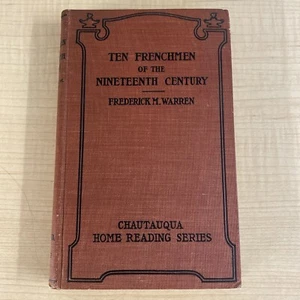 TEN FRENCHMEN
OF THE
NINETEENTH CENTURY
FREDERICK M. WARREN
CHAUTAUQUA
HOME READING SERIES